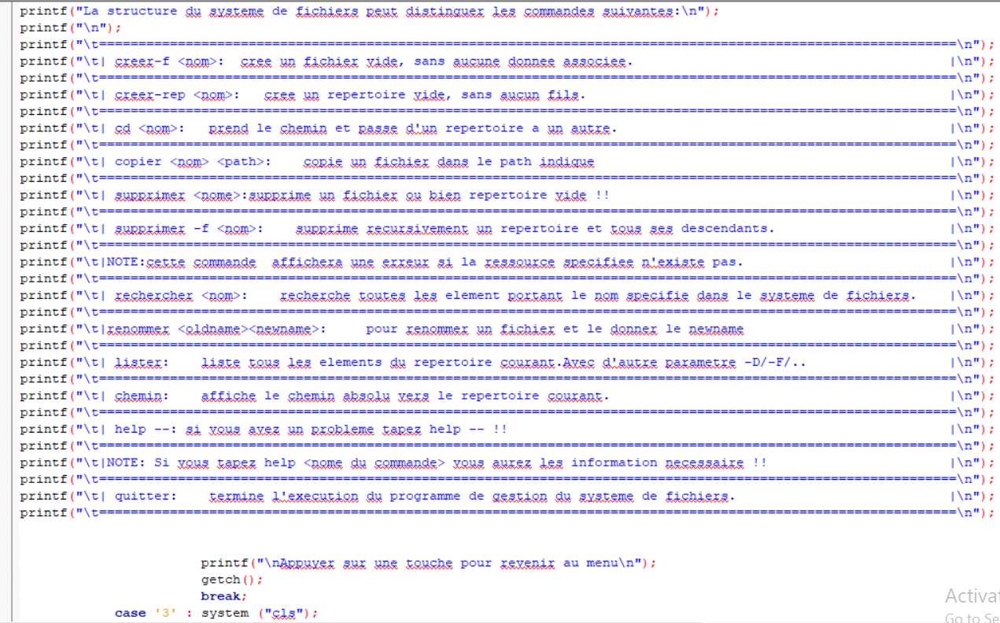 printf("La structure du systeme de fichiers peut distinguer les commandes suivantes:\n");
printf("\n");
printf("\t=============================================================================================================\n");
printf("\t| creer-f <nom>:  cree un fichier vide, sans aucune donnee associee.                                        |\n");
printf("\t=============================================================================================================\n");
printf("\t| creer-rep <nom>:   cree un repertoire vide, sans aucun fils.                                              |\n");
printf("\t=============================================================================================================\n");
printf("\t| cd <nom>:   prend le chemin et passe d'un repertoire a un autre.                                          |\n");
printf("\t=============================================================================================================\n");
printf("\t| copier <nom> <path>:    copie un fichier dans le path indique                                             |\n");
printf("\t=============================================================================================================\n");
printf("\t| supprimer <nome>:supprime un fichier ou bien repertoire vide !!                                           |\n");
printf("\t=============================================================================================================\n");
printf("\t| supprimer -f <nom>:    supprime recursivement un repertoire et tous ses descendants.                      |\n");
printf("\t=============================================================================================================\n");
printf("\t|NOTE:cette commande  affichera une erreur si la ressource specifiee n'existe pas.                          |\n");
printf("\t=============================================================================================================\n");
printf("\t| rechercher <nom>:    recherche toutes les element portant le nom specifie dans le systeme de fichiers.    |\n");
printf("\t=============================================================================================================\n");
printf("\t|renommer <oldname><newname>:     pour renommer un fichier et le donner le newname                          |\n");
printf("\t=============================================================================================================\n");
printf("\t| lister:    liste tous les elements du repertoire courant.Avec d'autre parametre -D/-F/..                  |\n");
printf("\t=============================================================================================================\n");
printf("\t| chemin:    affiche le chemin absolu vers le repertoire courant.                                           |\n");
printf("\t=============================================================================================================\n");
printf("\t| help --: si vous avez un probleme tapez help -- !!                                                        |\n");
printf("\t=============================================================================================================\n");
printf("\t|NOTE: Si vous tapez help <nome du commande> vous aurez les information necessaire !!                       |\n");
printf("\t=============================================================================================================\n");
printf("\t| quitter:    termine l'execution du programme de gestion du systeme de fichiers.                           |\n");
printf("\t=============================================================================================================\n");
printf("\nAppuyer sur une touche pour revenir au menu\n");
getch();
break;
case '3' : system ("cls");
Activat
Go to Se